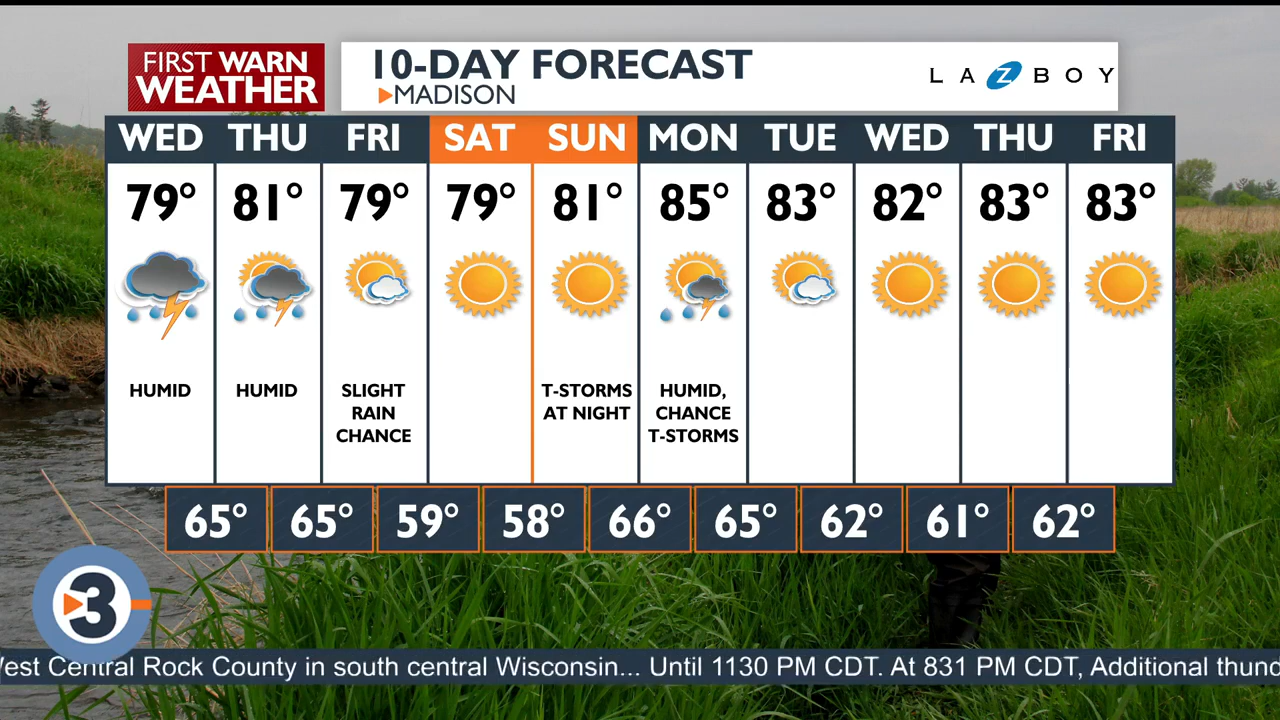 FIRST WARN
WEATHER
10-DAY FORECAST
MADISON
LA Z BOY
WED THU FRI SAT SUN MON TUE WED THU FRI
79° 81° 79° 79° 81° 85° 83° 82° 83° 83°
HUMID
HUMID
SLIGHT
RAIN
CHANCE
T-STORMS
AT NIGHT
HUMID,
CHANCE
T-STORMS
65° 65° 59° 58° 66° 65° 62° 61° 62°
3
West Central Rock County in south central Wisconsin... Until 1130 PM CDT. At 831 PM CDT, Additional thund